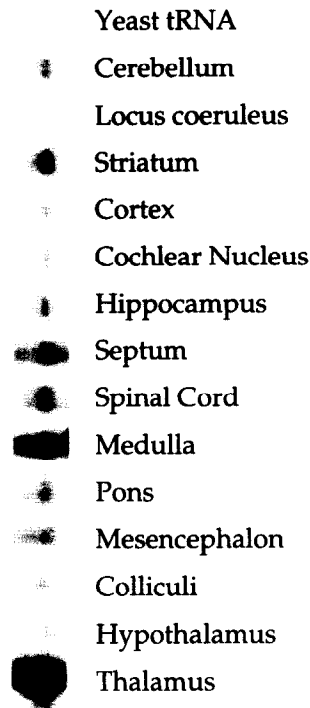 Yeast tRNA
Cerebellum
Locus coeruleus
Striatum
Cortex
Cochlear Nucleus
Hippocampus
Septum
Spinal Cord
Medulla
Pons
Mesencephalon
Colliculi
Hypothalamus
Thalamus